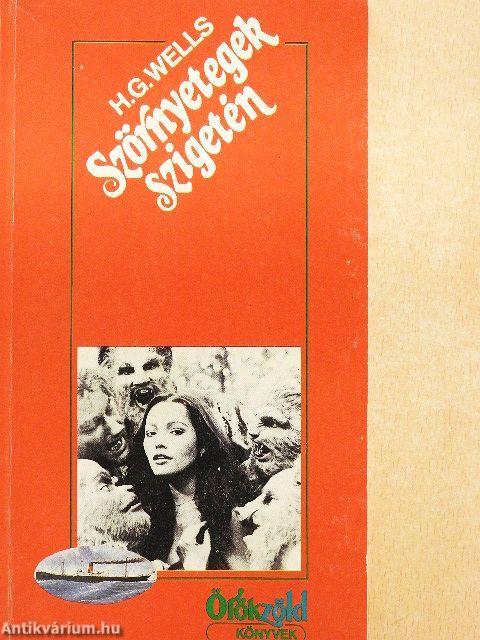 H.G. WELLS
Szörnyetegek
szigetén
Örökzöld
KÖNYVEK
Antikvárium.hu